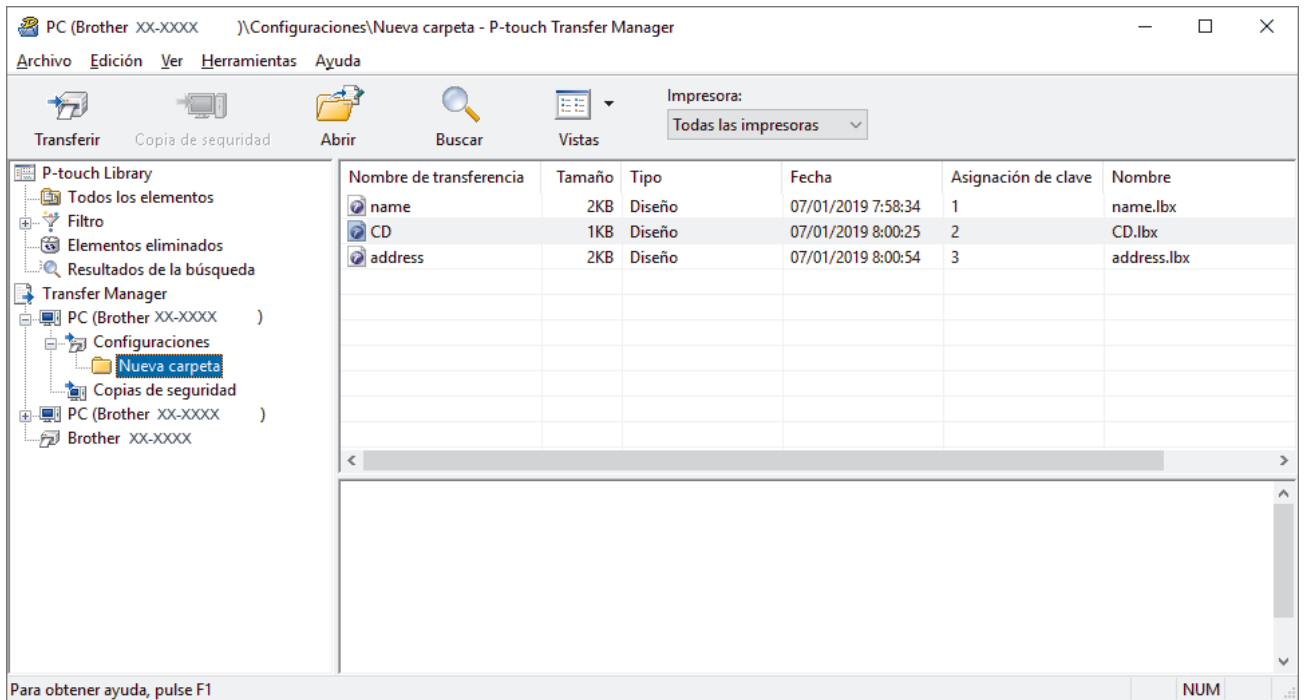 PC (Brother XX-XXXX )\Configuraciones\Nueva carpeta - P-touch Transfer Manager
Archivo Edición Ver Herramientas Ayuda
Transferir
Copia de seguridad
Abrir
Buscar
Vistas
Impresora:
Todas las impresoras
P-touch Library
Todos los elementos
Filtro
Elementos eliminados
Resultados de la búsqueda
Transfer Manager
PC (Brother XX-XXXX )
Configuraciones
Nueva carpeta
Copias de seguridad
PC (Brother XX-XXXX )
Brother XX-XXXX
Nombre de transferencia Tamaño Tipo Fecha Asignación de clave Nombre
name 2KB Diseño 07/01/2019 7:58:34 1 name.lbx
CD 1KB Diseño 07/01/2019 8:00:25 2 CD.lbx
address 2KB Diseño 07/01/2019 8:00:54 3 address.lbx
Para obtener ayuda, pulse F1
NUM